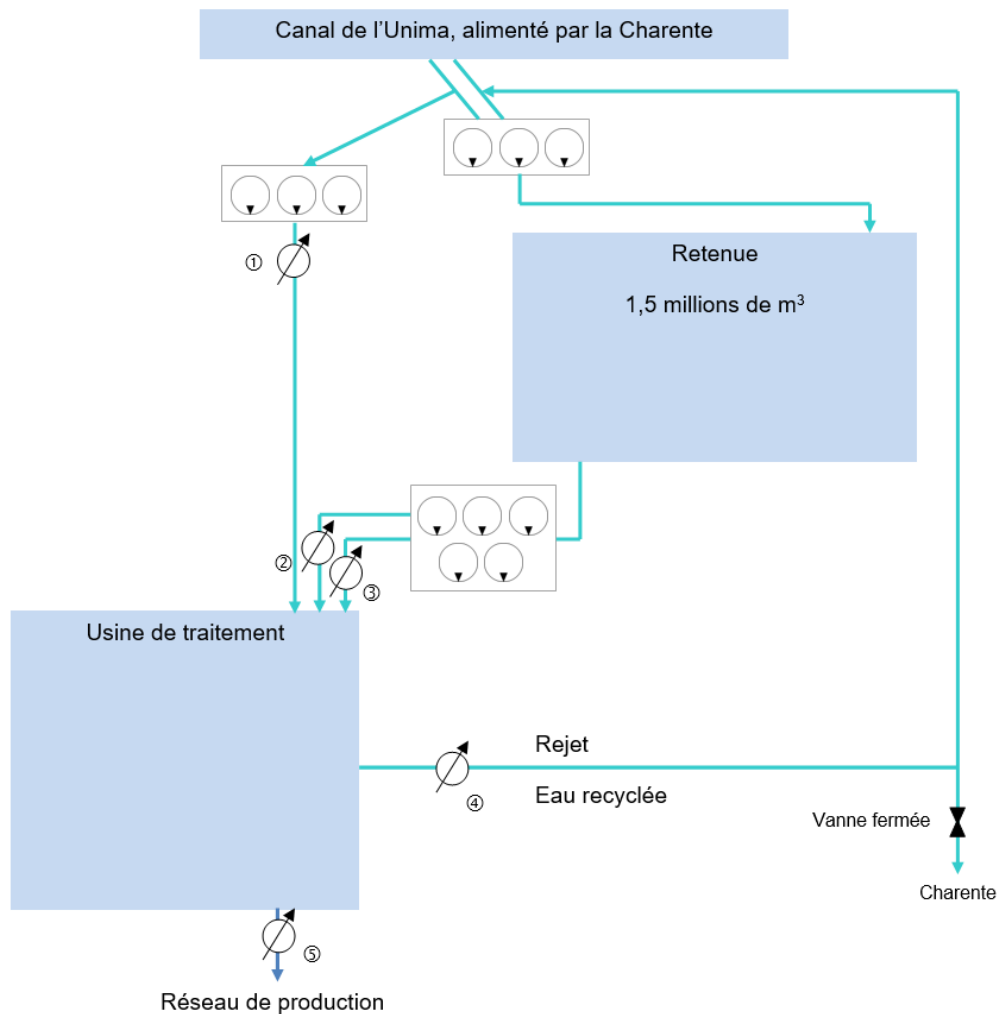 Canal de l’Unima, alimenté par la Charente
①
Retenue
1,5 millions de m³
②
③
Usine de traitement
Rejet
④
Eau recyclée
Vanne fermée
Charente
⑤
Réseau de production